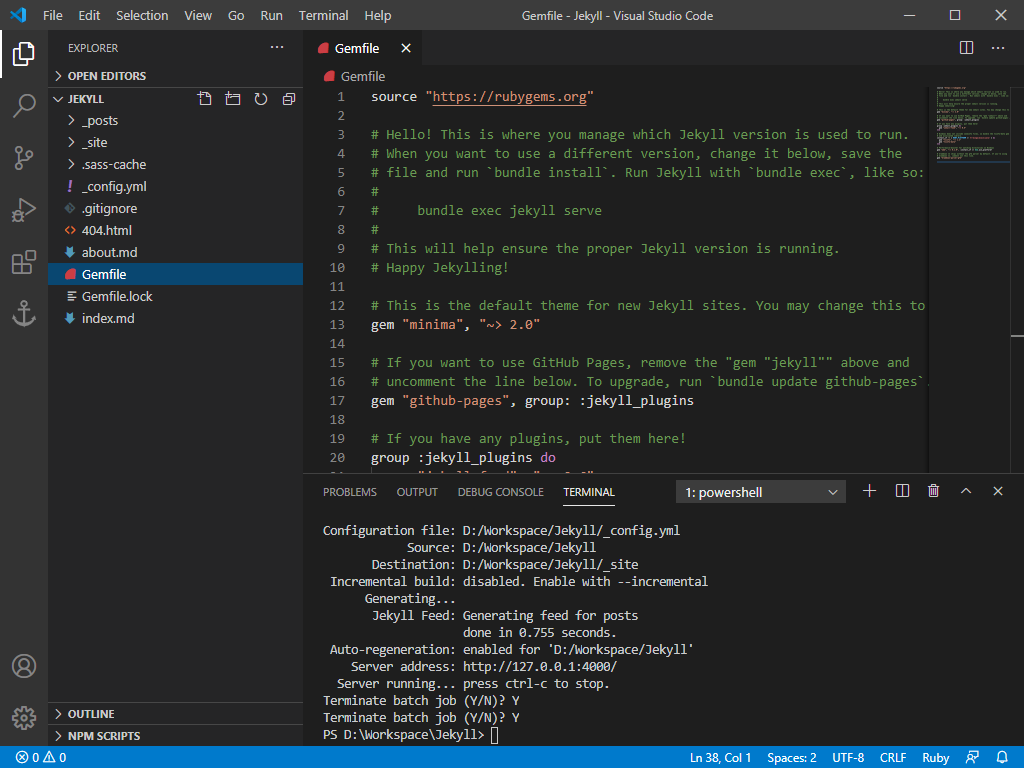 File Edit Selection View Go Run Terminal Help
Gemfile - Jekyll - Visual Studio Code
EXPLORER
OPEN EDITORS
JEKYLL
_posts
_site
.sass-cache
_config.yml
.gitignore
404.html
about.md
Gemfile
Gemfile.lock
index.md
OUTLINE
NPM SCRIPTS
Gemfile
Gemfile
1 source "https://rubygems.org"
2
3 # Hello! This is where you manage which Jekyll version is used to run.
4 # When you want to use a different version, change it below, save the
5 # file and run `bundle install`. Run Jekyll with `bundle exec`, like so:
6 #
7 #     bundle exec jekyll serve
8 #
9 # This will help ensure the proper Jekyll version is running.
10 # Happy Jekylling!
11
12 # This is the default theme for new Jekyll sites. You may change this to
13 gem "minima", "~> 2.0"
14
15 # If you want to use GitHub Pages, remove the "gem "jekyll"" above and
16 # uncomment the line below. To upgrade, run `bundle update github-pages`.
17 gem "github-pages", group: :jekyll_plugins
18
19 # If you have any plugins, put them here!
20 group :jekyll_plugins do
PROBLEMS OUTPUT DEBUG CONSOLE TERMINAL
1: powershell
Configuration file: D:/Workspace/Jekyll/_config.yml
Source: D:/Workspace/Jekyll
Destination: D:/Workspace/Jekyll/_site
Incremental build: disabled. Enable with --incremental
Generating...
Jekyll Feed: Generating feed for posts
done in 0.755 seconds.
Auto-regeneration: enabled for 'D:/Workspace/Jekyll'
Server address: http://127.0.0.1:4000/
Server running... press ctrl-c to stop.
Terminate batch job (Y/N)? Y
Terminate batch job (Y/N)? Y
PS D:\Workspace\Jekyll>
0 0
Ln 38, Col 1 Spaces: 2 UTF-8 CRLF Ruby